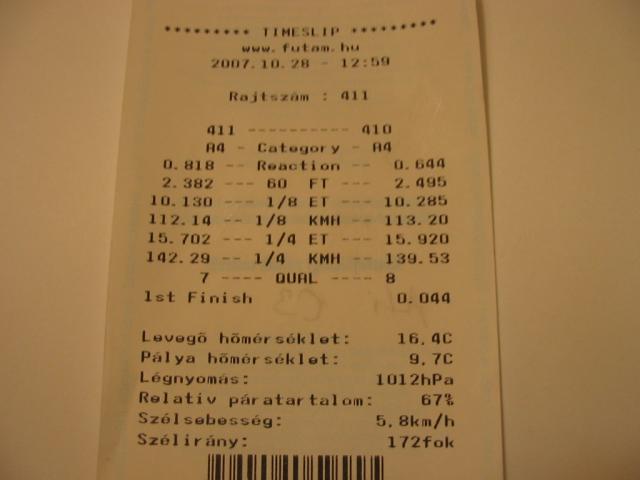 ********* TIMESLIP *********
www.futam.hu
2007.10.28 - 12:59
Rajtszám : 411
411 ---------- 410
A4 - Category - A4
0.818 -- Reaction -- 0.644
2.382 --- 60 FT --- 2.495
10.130 --- 1/8 ET --- 10.285
112.14 -- 1/8 KMH -- 113.20
15.702 --- 1/4 ET --- 15.920
142.29 -- 1/4 KMH -- 139.53
7 ---- QUAL ---- 8
1st Finish 0.044
Levegő hőmérséklet: 16,4C
Pálya hőmérséklet: 9,7C
Légnyomás: 1012hPa
Relatív páratartalom: 67%
Szélsebesség: 5,8km/h
Szélirány: 172fok